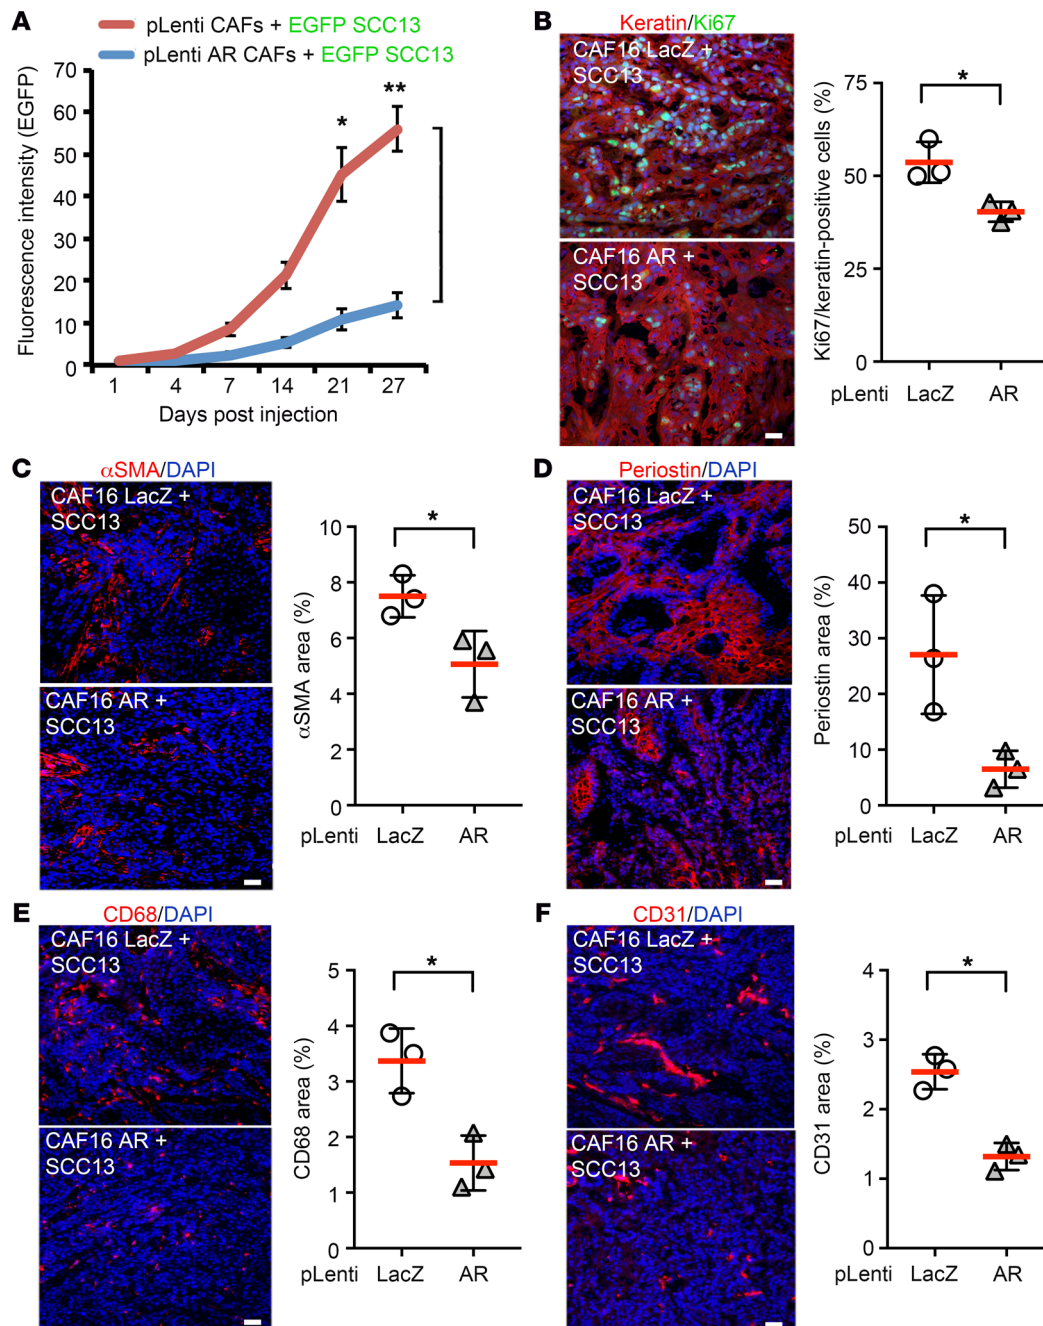 A
pLenti CAFs + EGFP SCC13
pLenti AR CAFs + EGFP SCC13
Fluorescence intensity (EGFP)
70
60
50
40
30
20
10
0
*
**
1 4 7 14 21 27
Days post injection
B
Keratin/Ki67
CAF16 LacZ +
SCC13
CAF16 AR +
SCC13
Ki67/keratin-positive cells (%)
75
50
25
0
*
pLenti LacZ AR
C
αSMA/DAPI
CAF16 LacZ +
SCC13
CAF16 AR +
SCC13
αSMA area (%)
10
8
6
4
2
0
*
pLenti LacZ AR
D
Periostin/DAPI
CAF16 LacZ +
SCC13
CAF16 AR +
SCC13
Periostin area (%)
50
40
30
20
10
0
*
pLenti LacZ AR
E
CD68/DAPI
CAF16 LacZ +
SCC13
CAF16 AR +
SCC13
CD68 area (%)
5
4
3
2
1
0
*
pLenti LacZ AR
F
CD31/DAPI
CAF16 LacZ +
SCC13
CAF16 AR +
SCC13
CD31 area (%)
4
3
2
1
0
*
pLenti LacZ AR